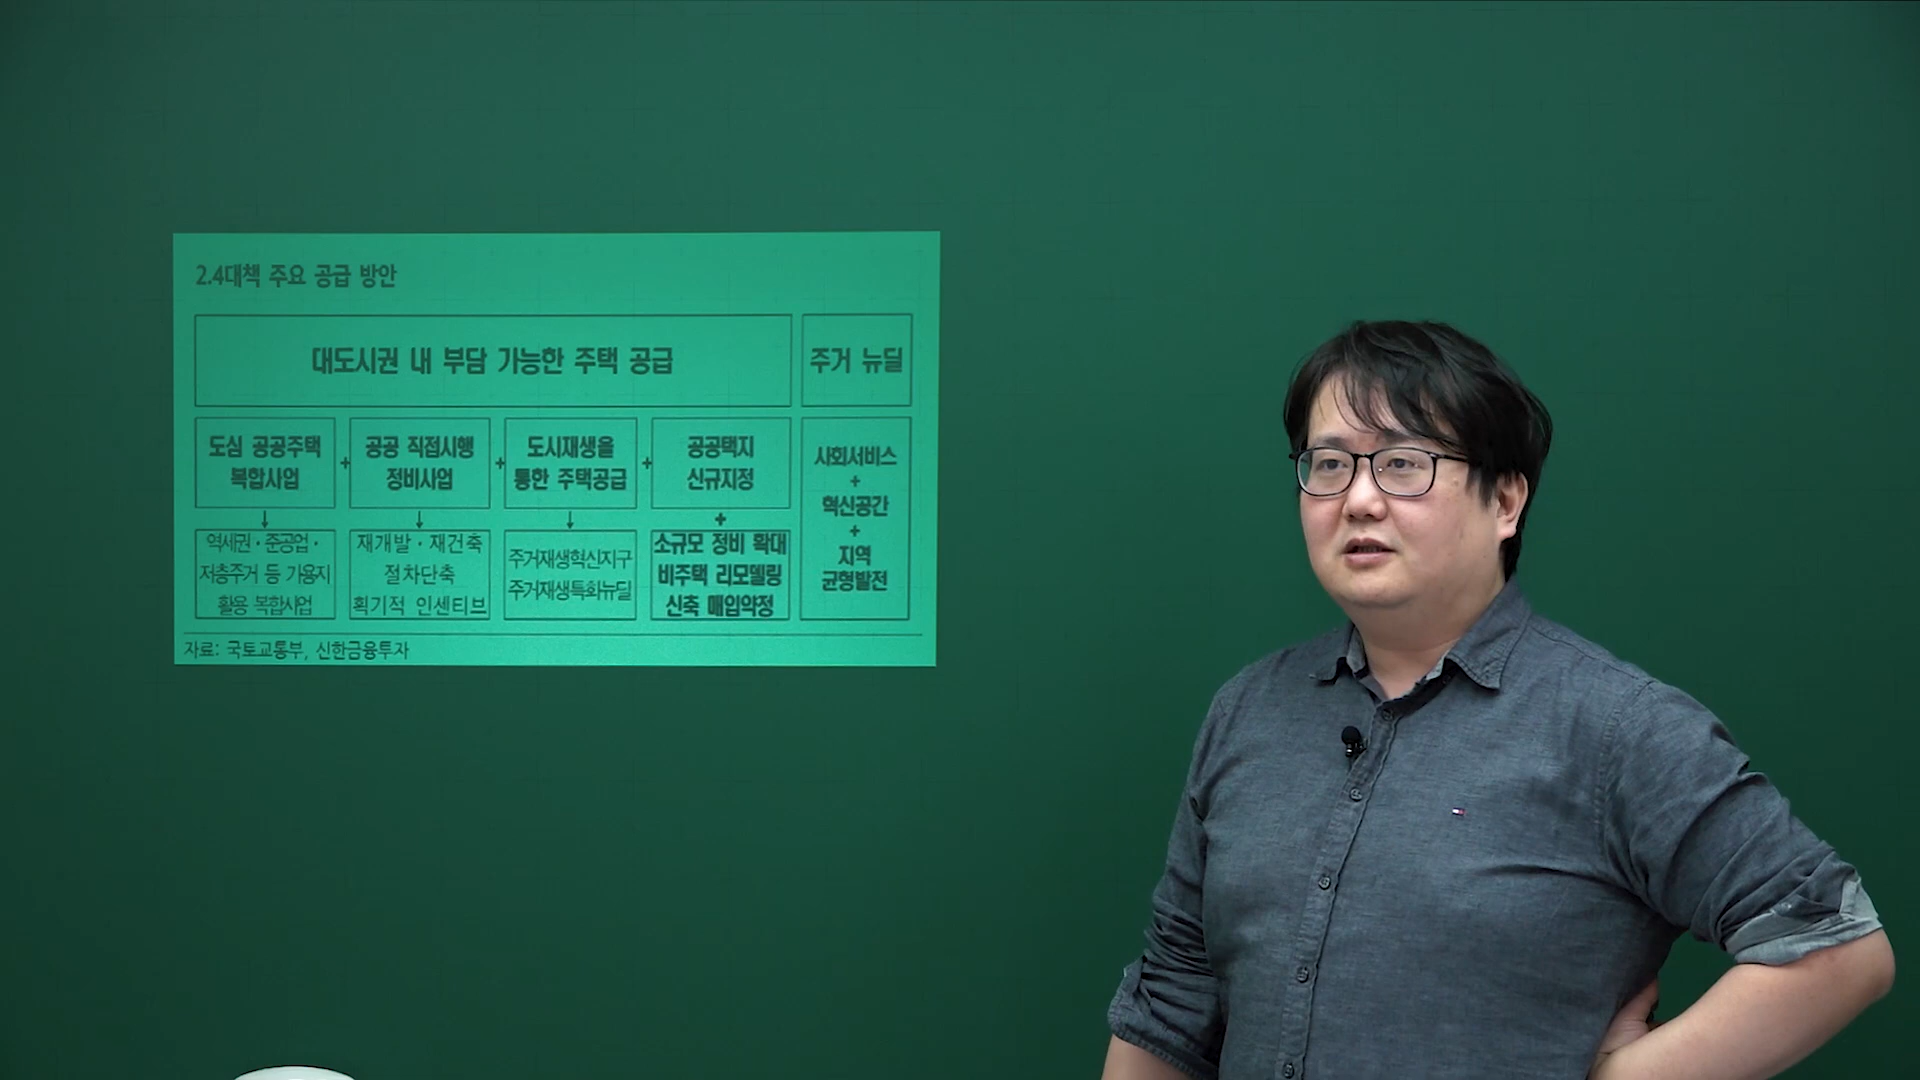 2.4대책 주요 공급 방안
대도시권 내 부담 가능한 주택 공급
주거 뉴딜
도심 공공주택
복합사업
+
공공 직접시행
정비사업
+
도시재생을
통한 주택공급
+
공공택지
신규지정
↓
역세권·준공업·
저층주거 등 가용지
활용 복합사업
↓
재개발·재건축
절차단축
획기적 인센티브
↓
주거재생혁신지구
주거재생특화뉴딜
+
소규모 정비 확대
비주택 리모델링
신축 매입약정
사회서비스
+
혁신공간
+
지역
균형발전
자료: 국토교통부, 신한금융투자